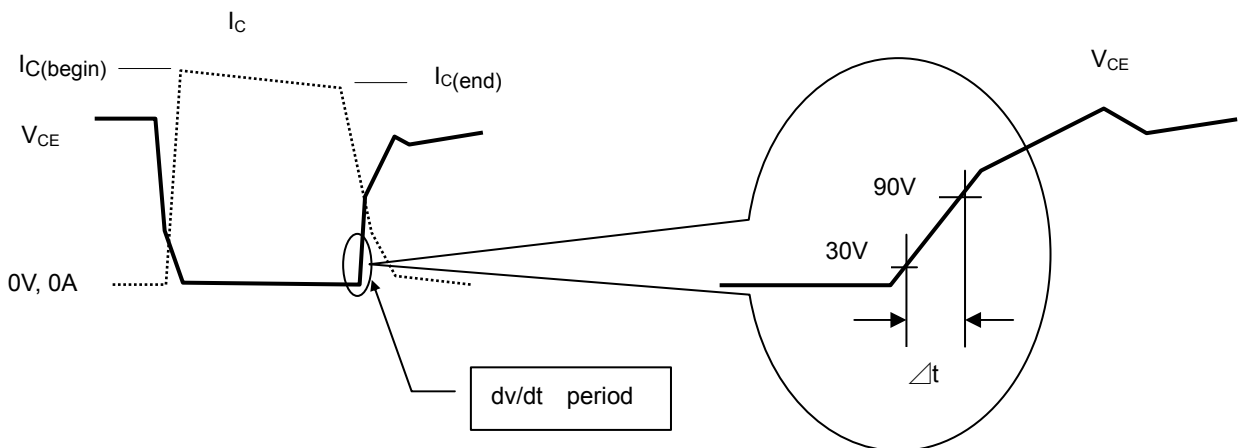 IC
IC(begin)
IC(end)
VCE
0V, 0A
dv/dt period
VCE
90V
30V
⊿t